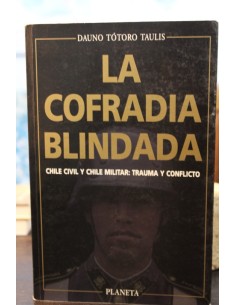 DAUNO TÓTORO TAULIS
LA
COFRADIA
BLINDADA
CHILE CIVIL Y CHILE MILITAR: TRAUMA Y CONFLICTO
PLANETA